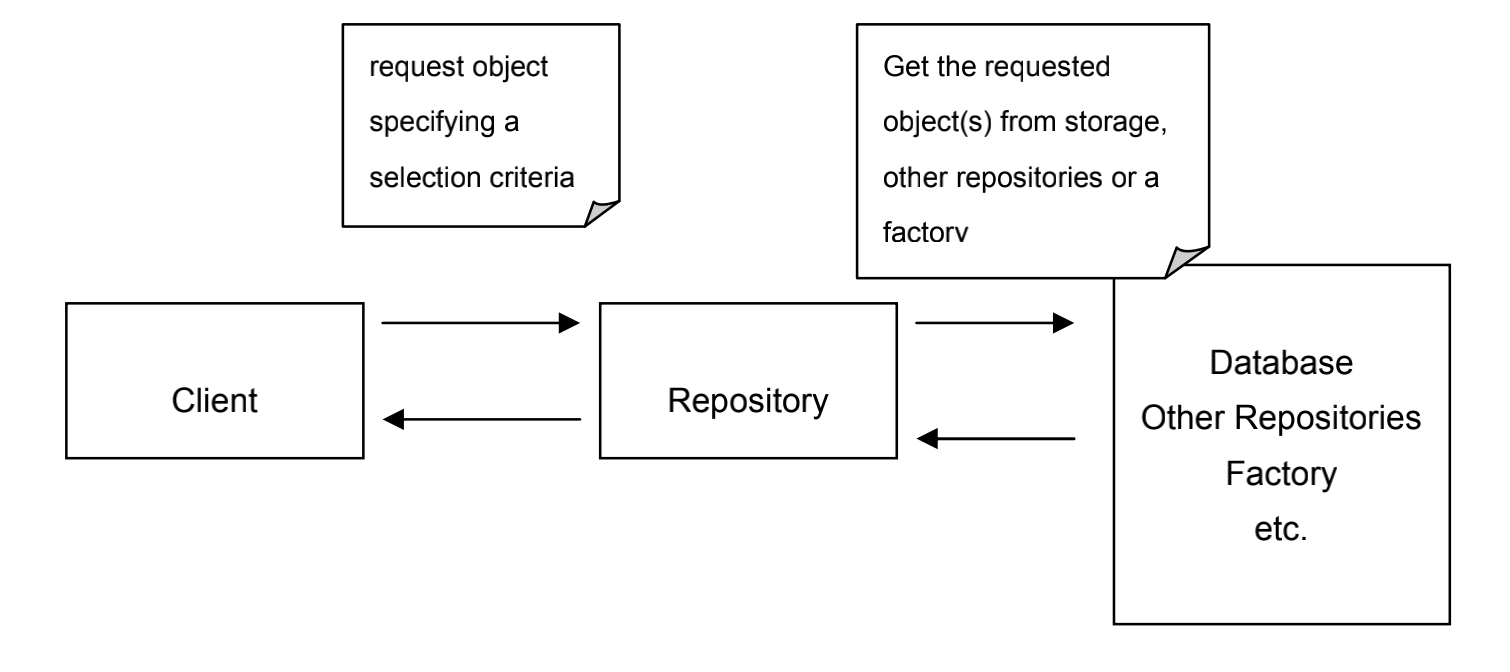 request object
specifying a
selection criteria
Get the requested
object(s) from storage,
other repositories or a
factory
Client
Repository
Database
Other Repositories
Factory
etc.